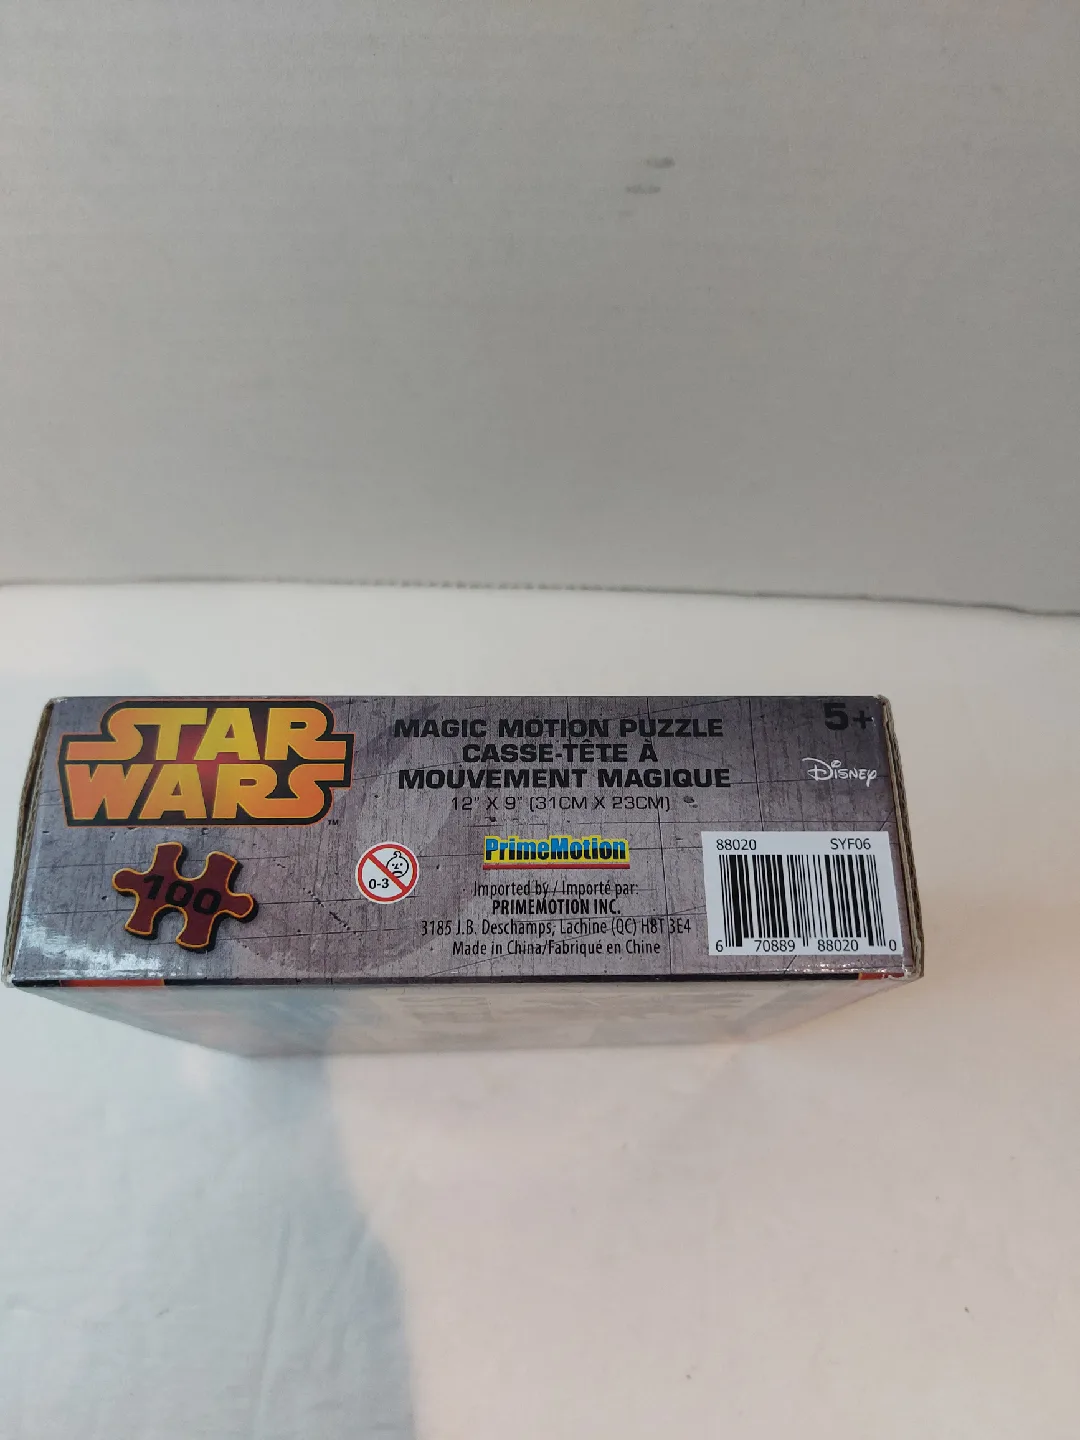 STAR
WARS
™
100
MAGIC MOTION PUZZLE
CASSE-TÊTE À
MOUVEMENT MAGIQUE
12" X 9" (31CM X 23CM)
0-3
PrimeMotion
Imported by / Importé par:
PRIMEMOTION INC.
3185 J.B. Deschamps, Lachine (QC) H8T 3E4
Made in China/Fabriqué en Chine
5+
Disney
88020 SYF06
6 70889 88020 0